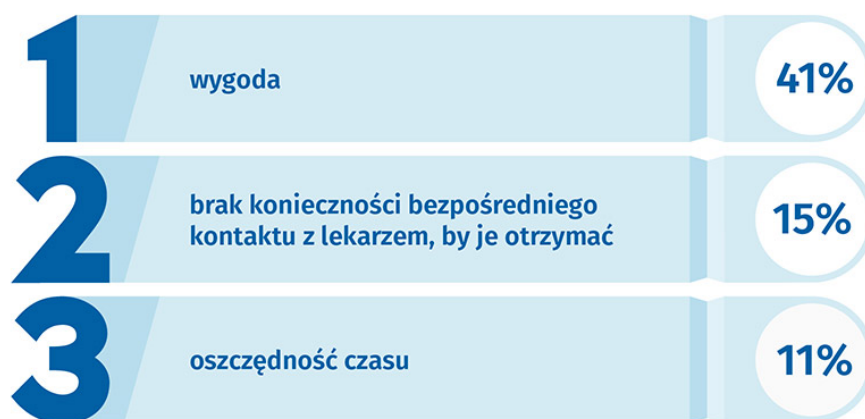 1
wygoda
41%
2
brak konieczności bezpośredniego
kontaktu z lekarzem, by je otrzymać
15%
3
oszczędność czasu
11%